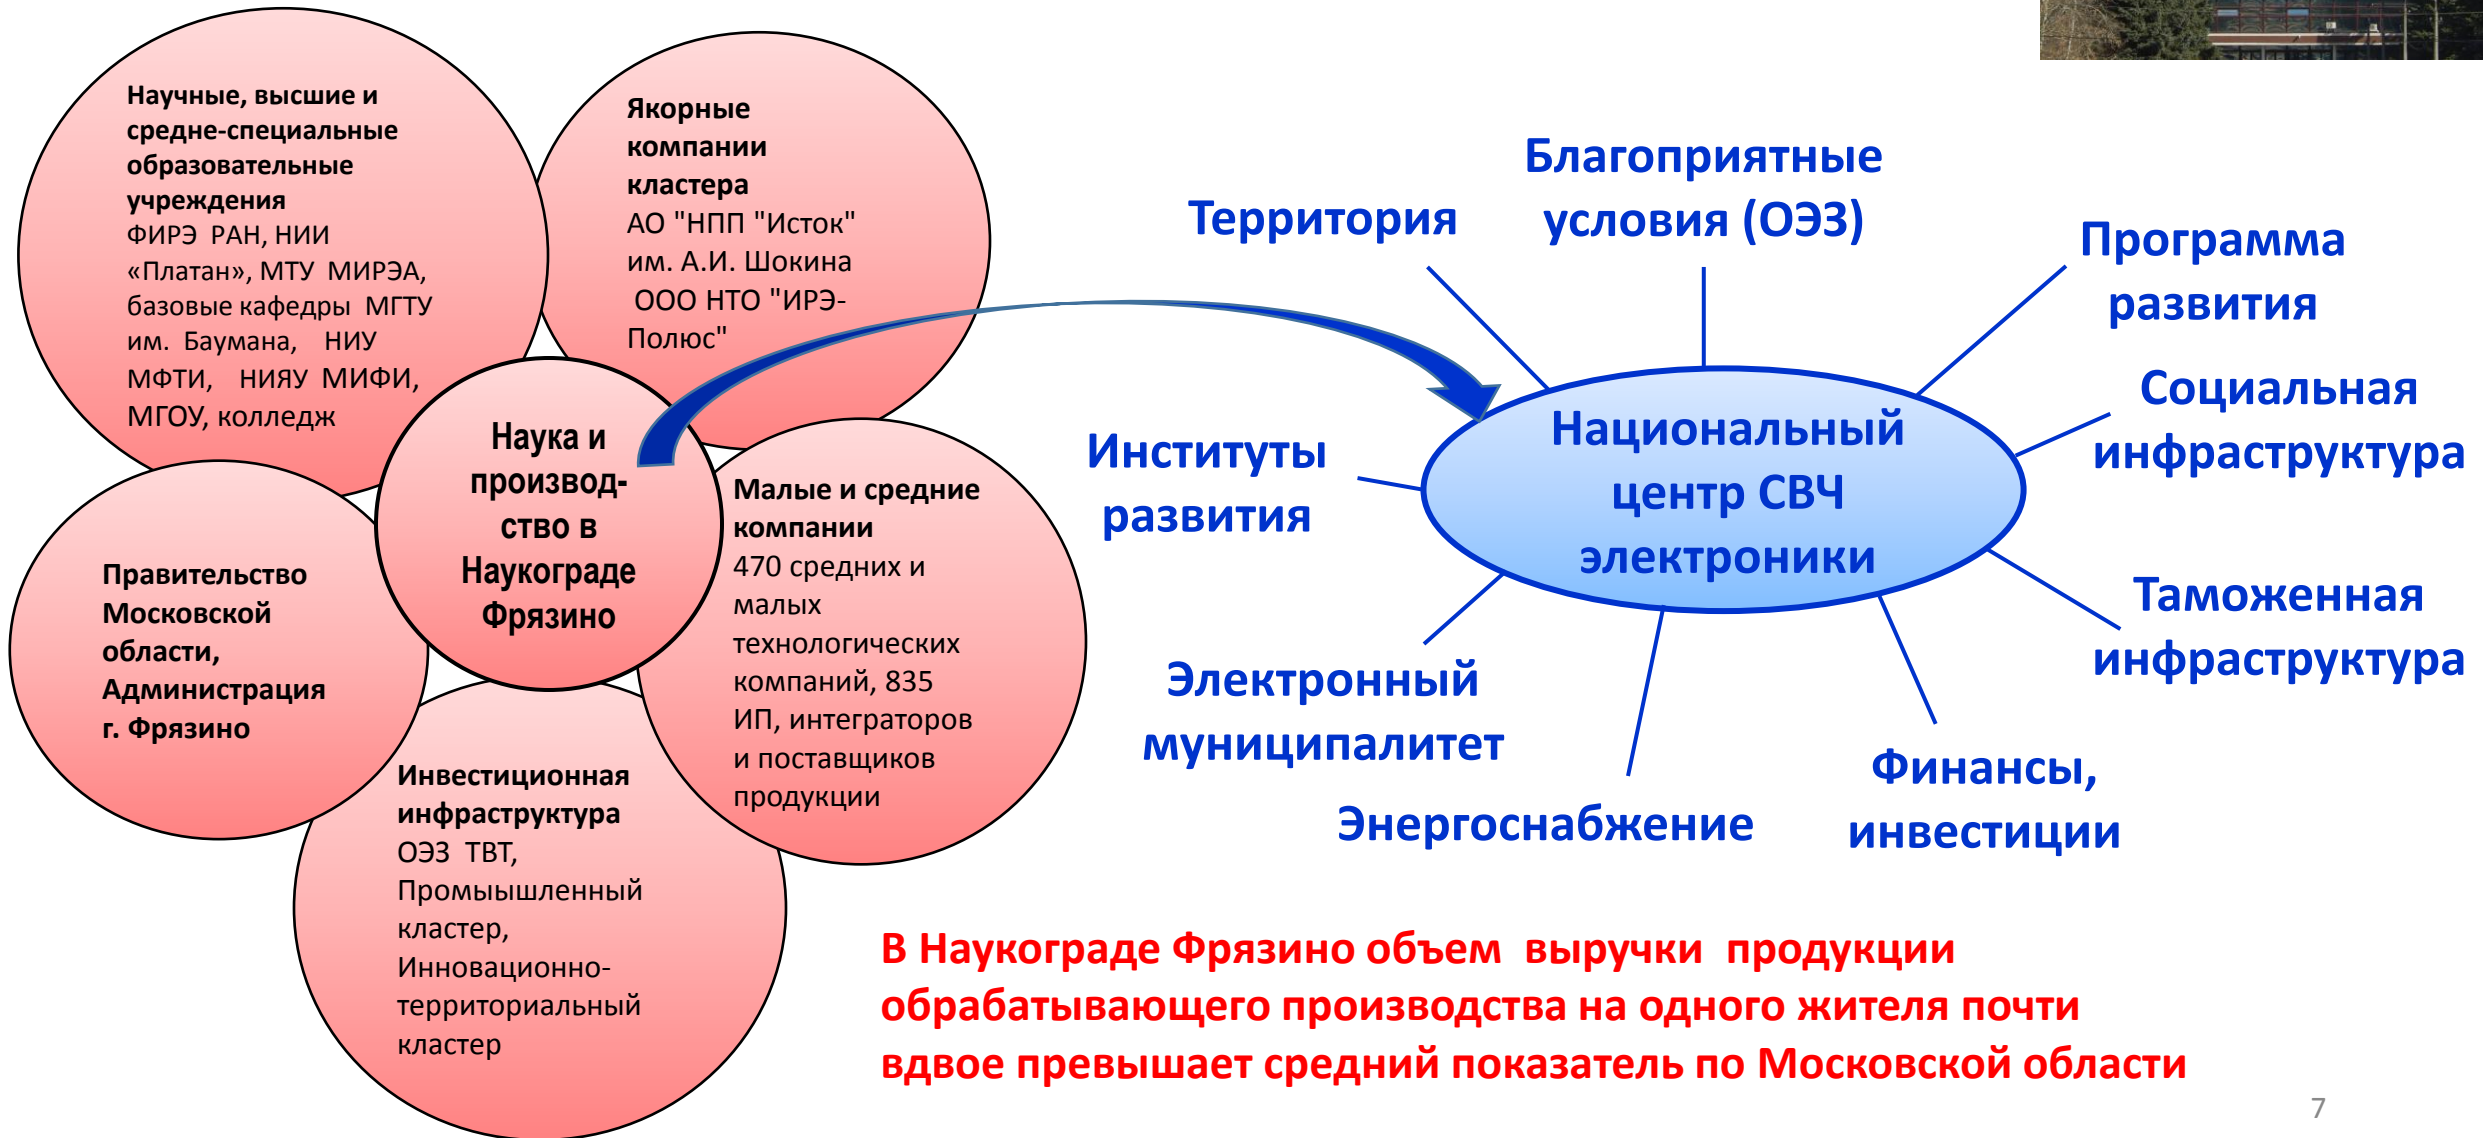 Научные, высшие и
средне-специальные
образовательные
учреждения
ФИРЭ РАН, НИИ
«Платан», МТУ МИРЭА,
базовые кафедры МГТУ
им. Баумана, НИУ
МФТИ, НИЯУ МИФИ,
МГОУ, колледж
Якорные
компании
кластера
АО "НПП "Исток"
им. А.И. Шокина
ООО НТО "ИРЭ-
Полюс"
Наука и
производ-
ство в
Наукограде
Фрязино
Малые и средние
компании
470 средних и
малых
технологических
компаний, 835
ИП, интеграторов
и поставщиков
продукции
Правительство
Московской
области,
Администрация
г. Фрязино
Инвестиционная
инфраструктура
ОЭЗ ТВТ,
Промыышленный
кластер,
Инновационно-
территориальный
кластер
Территория
Благоприятные
условия (ОЭЗ)
Программа
развития
Социальная
инфраструктура
Институты
развития
Национальный
центр СВЧ
электроники
Таможенная
инфраструктура
Электронный
муниципалитет
Энергоснабжение
Финансы,
инвестиции
В Наукограде Фрязино объем выручки продукции
обрабатывающего производства на одного жителя почти
вдвое превышает средний показатель по Московской области
7